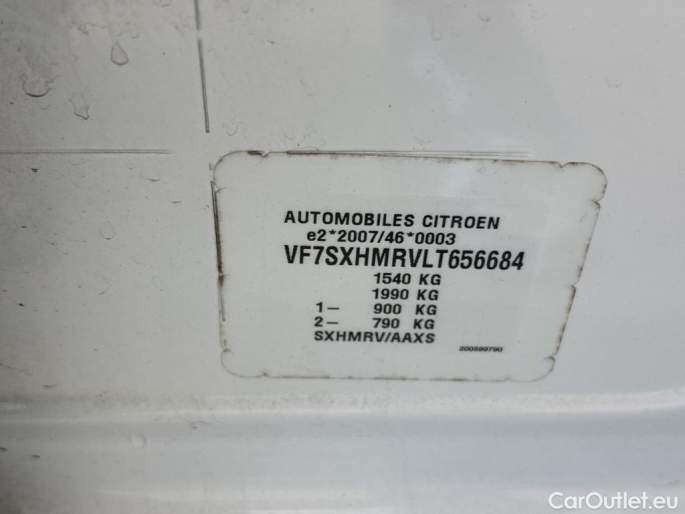 AUTOMOBILES CITROEN
e2*2007/46*0003
VF7SXHMRVLT656684
1540 KG
1990 KG
1– 900 KG
2– 790 KG
SXHMRV/AAXS
200599790
CarOutlet.eu